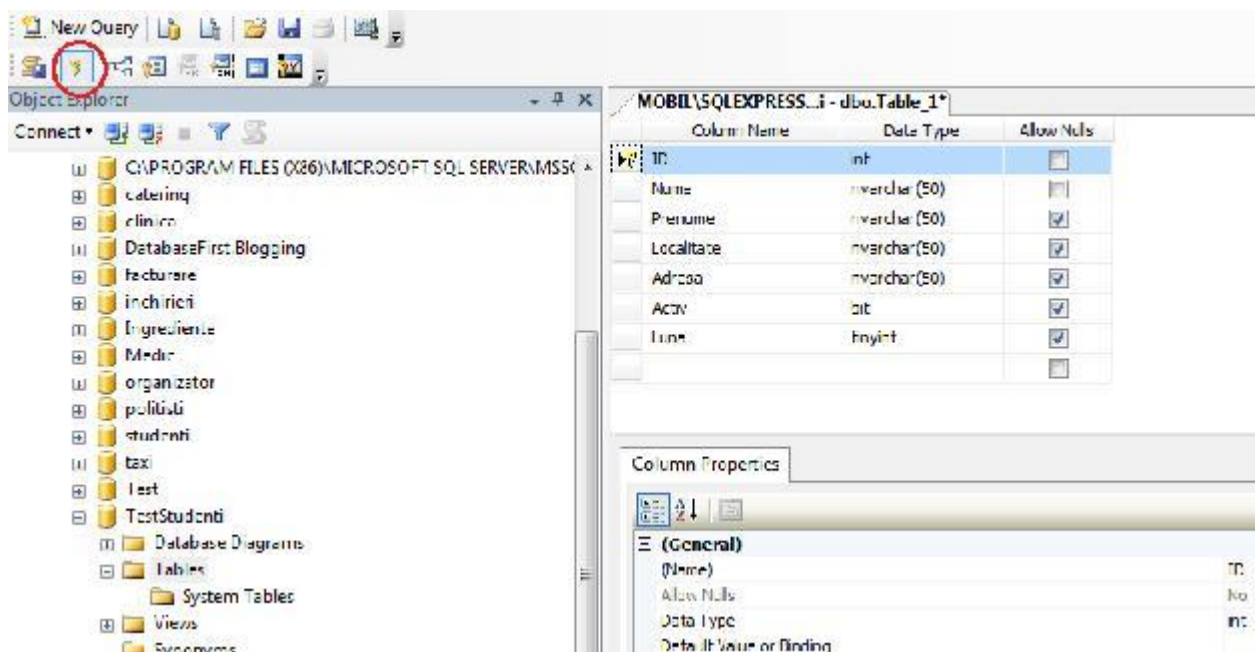 New Query
Object Explorer
MOBIL\SQLEXPRESS...i - dbo.Table_1*
Connect
Column Name Data Type Allow Nulls
C:\PROGRAM FILES (X86)\MICROSOFT SQL SERVER\MSS
ID int
catering
Nume nvarchar(50)
clinica
Prenume nvarchar(50)
DatabaseFirst.Blogging
Localitate nvarchar(50)
facturare
Adresa nvarchar(50)
inchirieri
Activ bit
Ingrediente
tinyint
Medic
organizator
politisti
studenti
taxi
Column Properties
Test
TestStudenti
Database Diagrams
(General)
Tables
(Name) ID
System Tables
Allow Nulls No
Views
Data Type int
Synonyms
Default Value or Binding